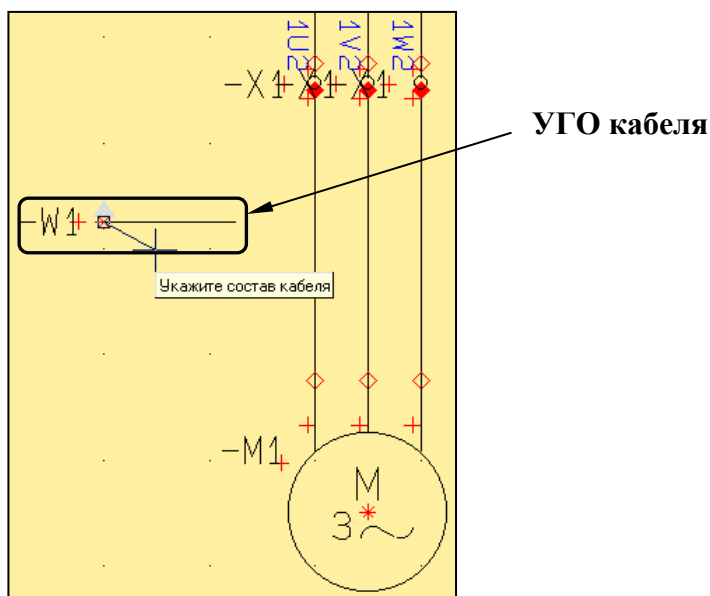 1U2 1V2 1W2
-X1 -X1 -X1
УГО кабеля
-W1
Укажите состав кабеля
-M1
M
3~